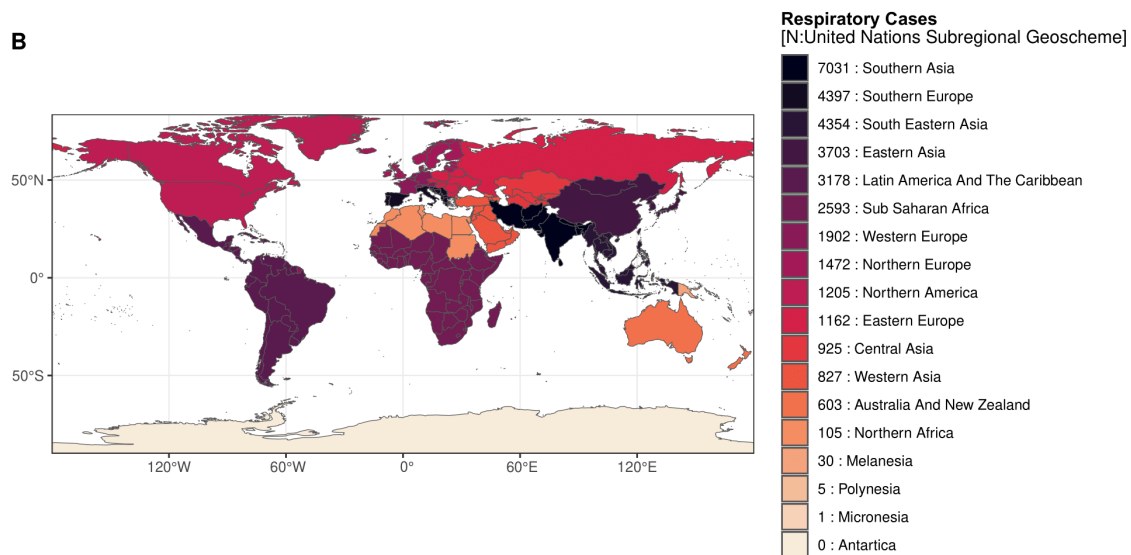 B
Respiratory Cases
[N:United Nations Subregional Geoscheme]
7031 : Southern Asia
4397 : Southern Europe
4354 : South Eastern Asia
3703 : Eastern Asia
3178 : Latin America And The Caribbean
2593 : Sub Saharan Africa
1902 : Western Europe
1472 : Northern Europe
1205 : Northern America
1162 : Eastern Europe
925 : Central Asia
827 : Western Asia
603 : Australia And New Zealand
105 : Northern Africa
30 : Melanesia
5 : Polynesia
1 : Micronesia
0 : Antartica
50°N
0°
50°S
120°W 60°W 0° 60°E 120°E